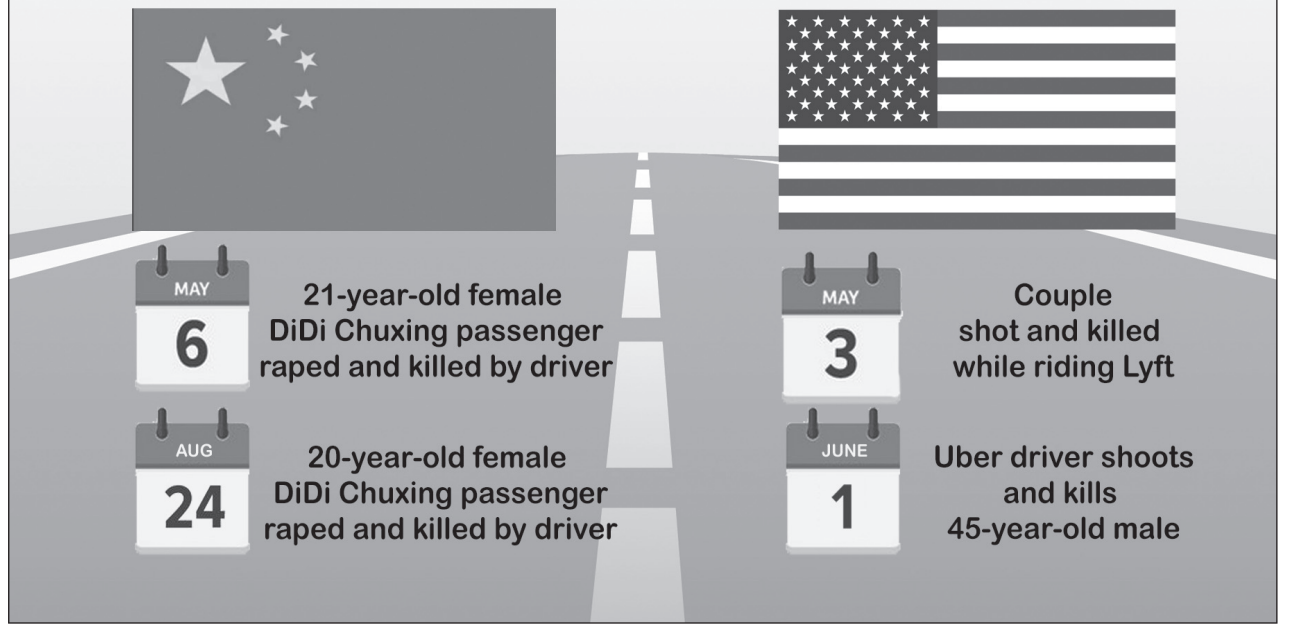 MAY
6
21-year-old female
DiDi Chuxing passenger
raped and killed by driver
AUG
24
20-year-old female
DiDi Chuxing passenger
raped and killed by driver
MAY
3
Couple
shot and killed
while riding Lyft
JUNE
1
Uber driver shoots
and kills
45-year-old male